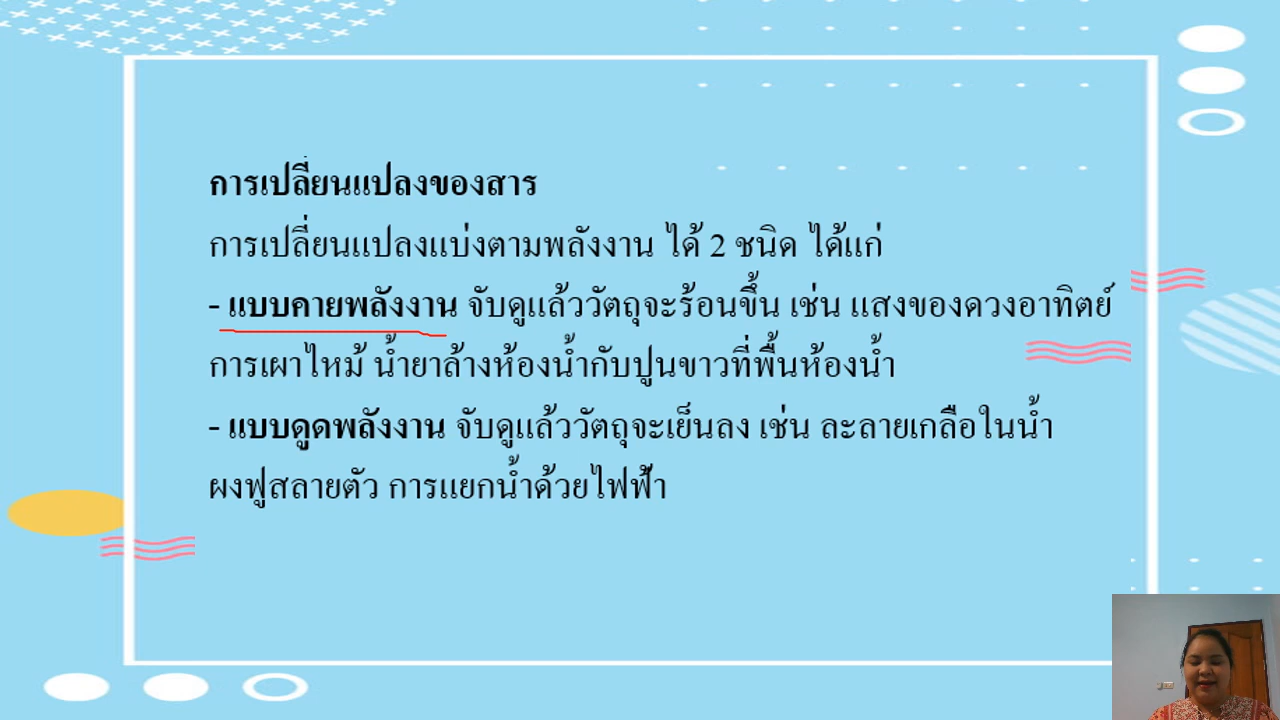 การเปลี่ยนแปลงของสาร
การเปลี่ยนแปลงแบ่งตามพลังงาน ได้ 2 ชนิด ได้แก่
- แบบคายพลังงาน จับดูแล้ววัตถุจะร้อนขึ้น เช่น แสงของดวงอาทิตย์
การเผาไหม้ น้ำยาล้างห้องน้ำกับปูนขาวที่พื้นห้องน้ำ
- แบบดูดพลังงาน จับดูแล้ววัตถุจะเย็นลง เช่น ละลายเกลือในน้ำ
ผงฟูสลายตัว การแยกน้ำด้วยไฟฟ้า